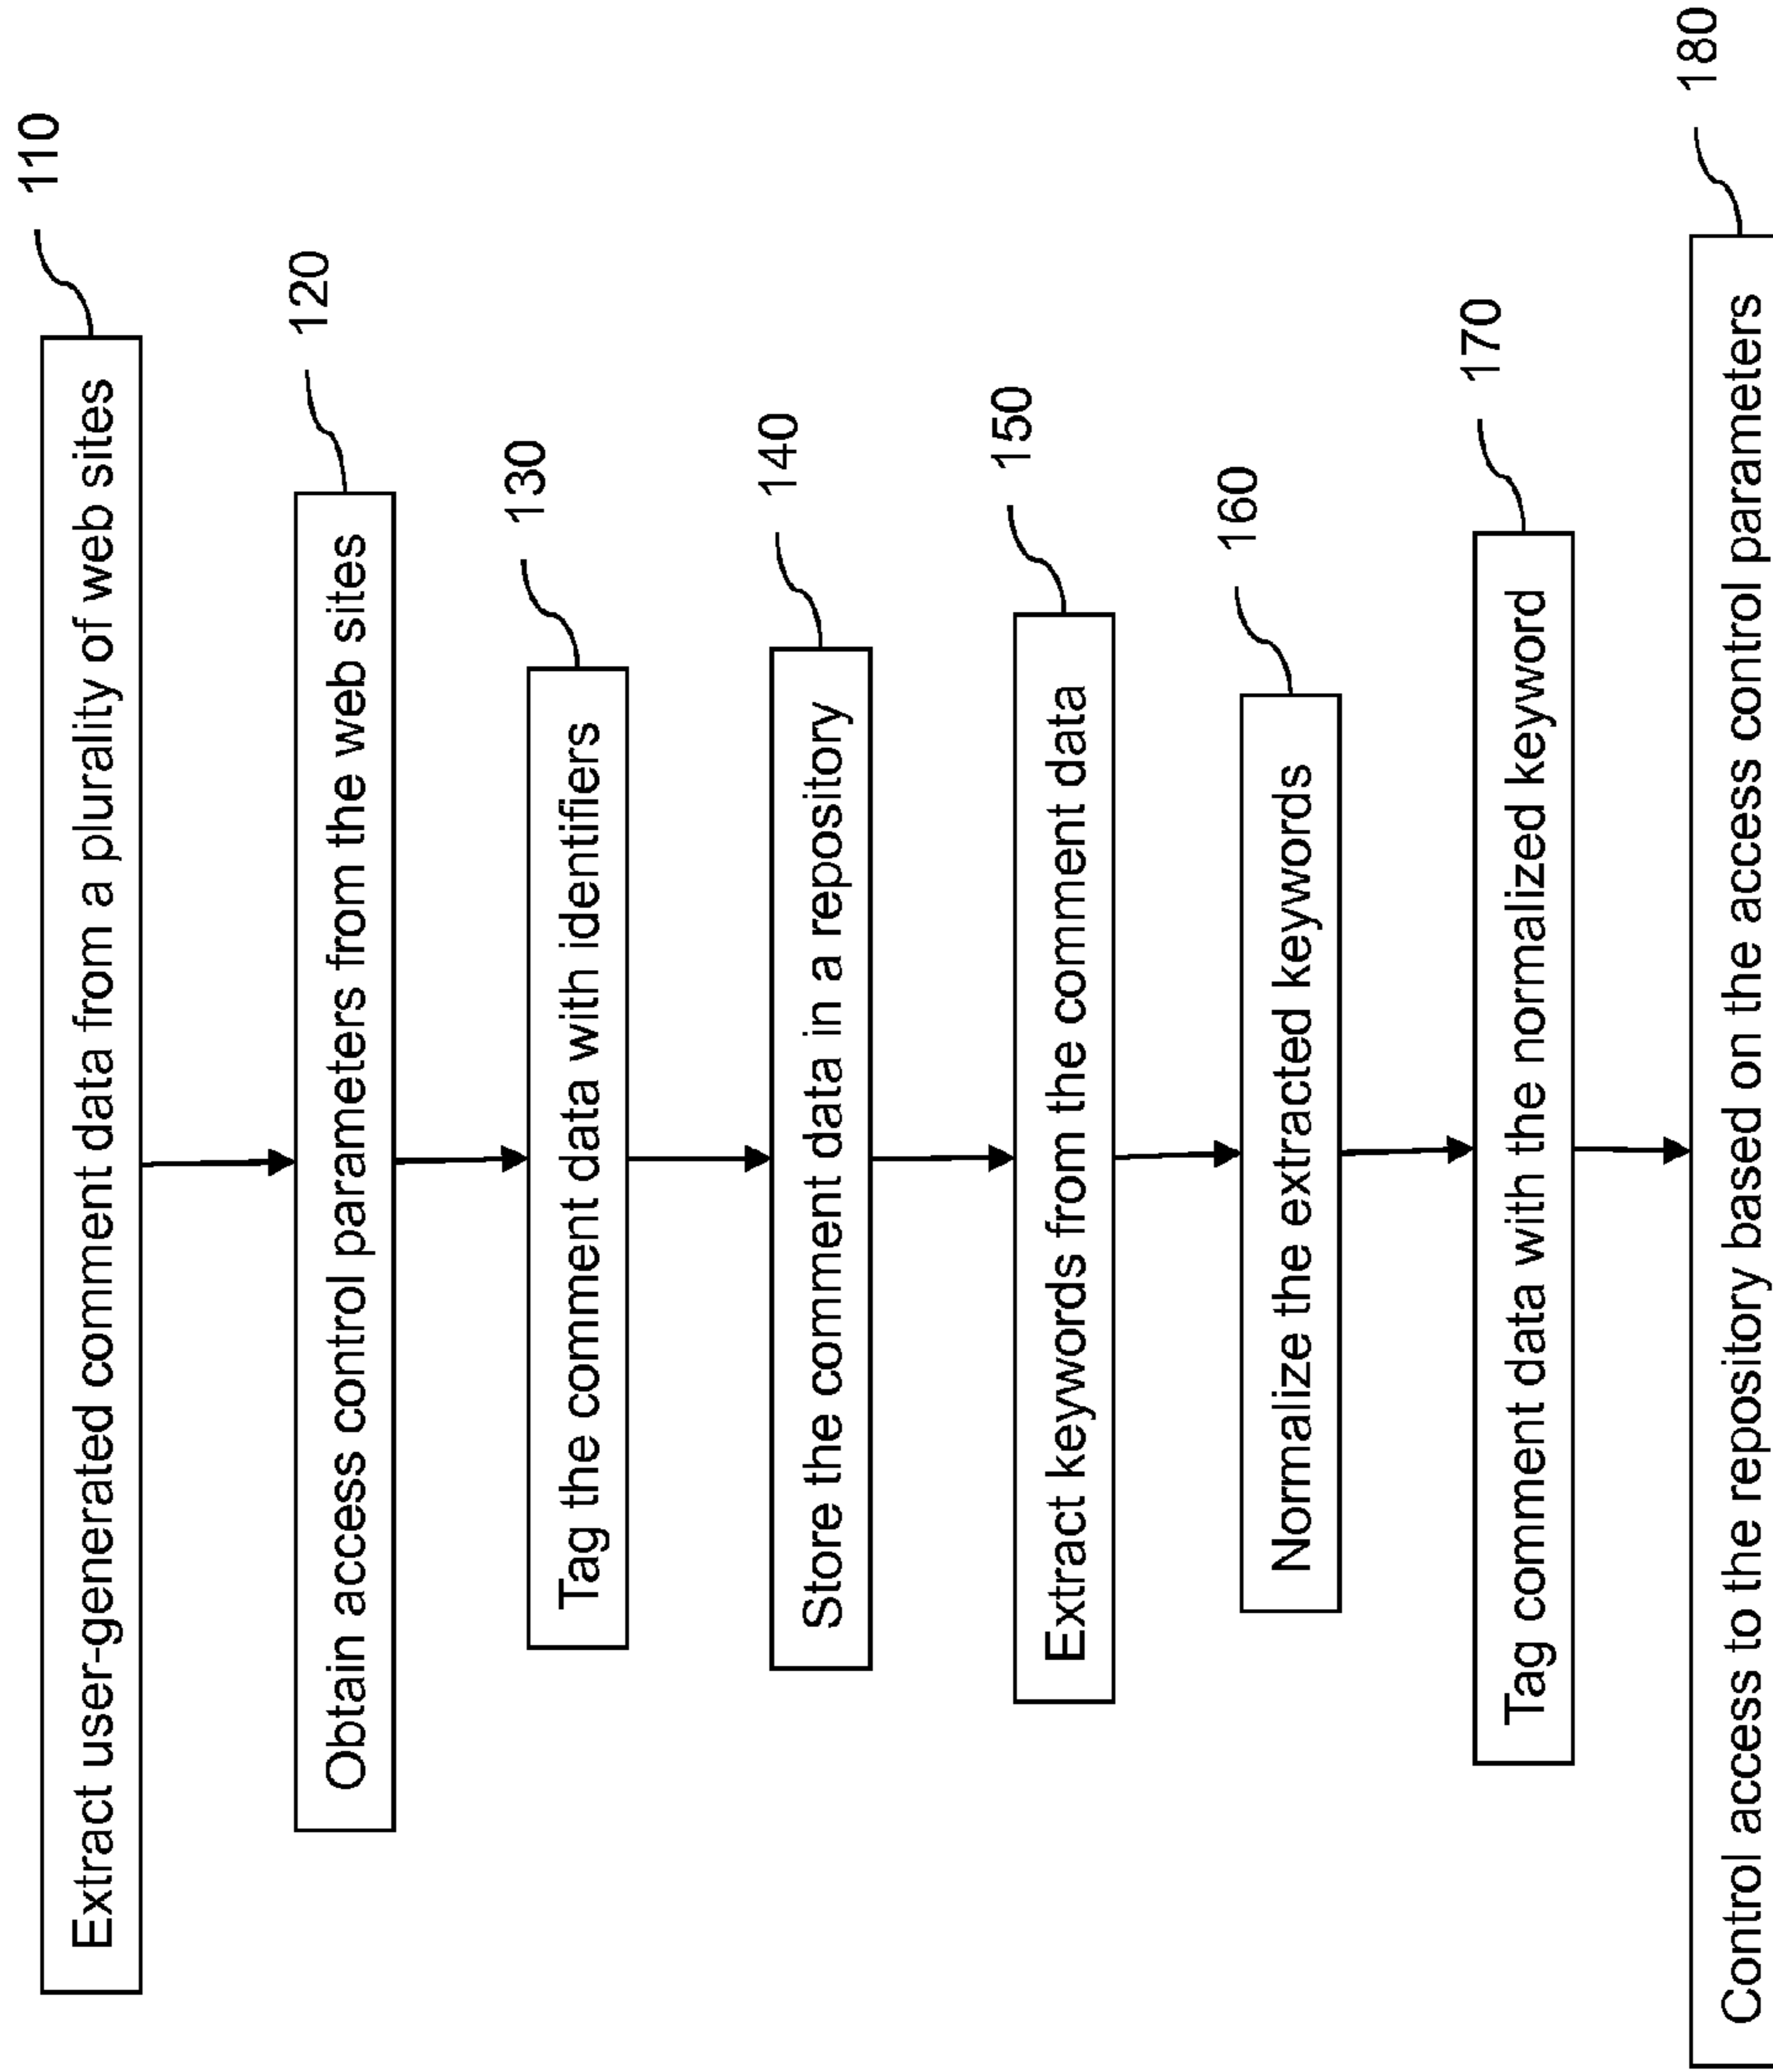 110
Extract user-generated comment data from a plurality of web sites
120
Obtain access control parameters from the web sites
130
Tag the comment data with identifiers
140
Store the comment data in a repository
150
Extract keywords from the comment data
160
Normalize the extracted keywords
170
Tag comment data with the normalized keyword
180
Control access to the repository based on the access control parameters